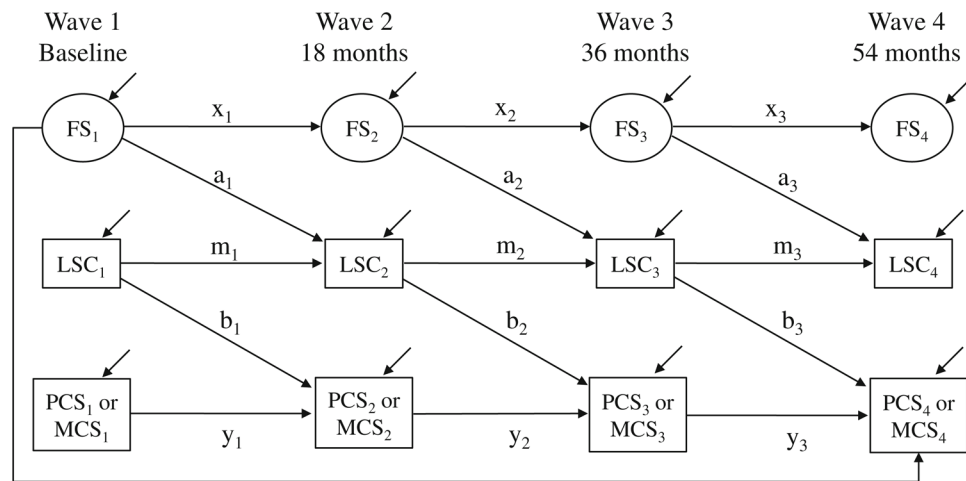 Wave 1 Wave 2 Wave 3 Wave 4
Baseline 18 months 36 months 54 months
x₁ x₂ x₃
FS₁ FS₂ FS₃ FS₄
a₁ a₂ a₃
m₁ m₂ m₃
LSC₁ LSC₂ LSC₃ LSC₄
b₁ b₂ b₃
PCS₁ or PCS₂ or PCS₃ or PCS₄ or
MCS₁ MCS₂ MCS₃ MCS₄
y₁ y₂ y₃